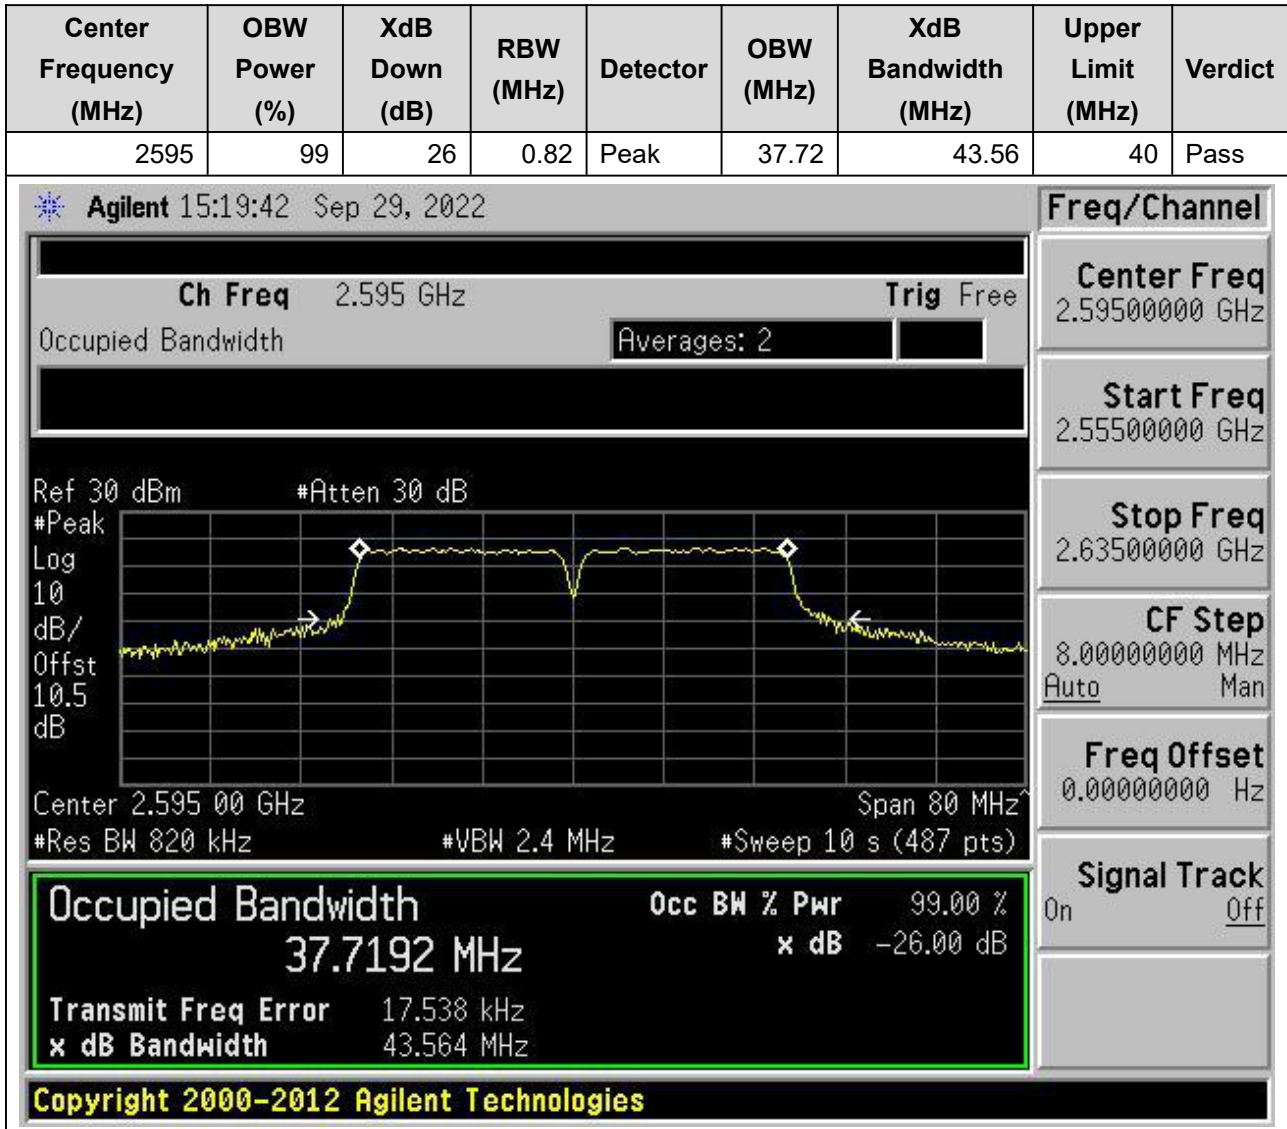 Center Frequency (MHz) OBW Power (%) XdB Down (dB) RBW (MHz) Detector OBW (MHz) XdB Bandwidth (MHz) Upper Limit (MHz) Verdict
2595 99 26 0.82 Peak 37.72 43.56 40 Pass
Agilent 15:19:42 Sep 29, 2022
Freq/Channel
Ch Freq 2.595 GHz Trig Free
Occupied Bandwidth Averages: 2
Center Freq
2.59500000 GHz
Start Freq
2.55500000 GHz
Stop Freq
2.63500000 GHz
CF Step
8.00000000 MHz
Auto Man
Freq Offset
0.00000000 Hz
Signal Track
On Off
Ref 30 dBm #Atten 30 dB
#Peak
Log
10
dB/
Offst
10.5
dB
Center 2.595 00 GHz Span 80 MHz^
#Res BW 820 kHz #VBW 2.4 MHz #Sweep 10 s (487 pts)
Occupied Bandwidth Occ BW % Pwr 99.00 %
37.7192 MHz x dB -26.00 dB
Transmit Freq Error 17.538 kHz
x dB Bandwidth 43.564 MHz
Copyright 2000-2012 Agilent Technologies